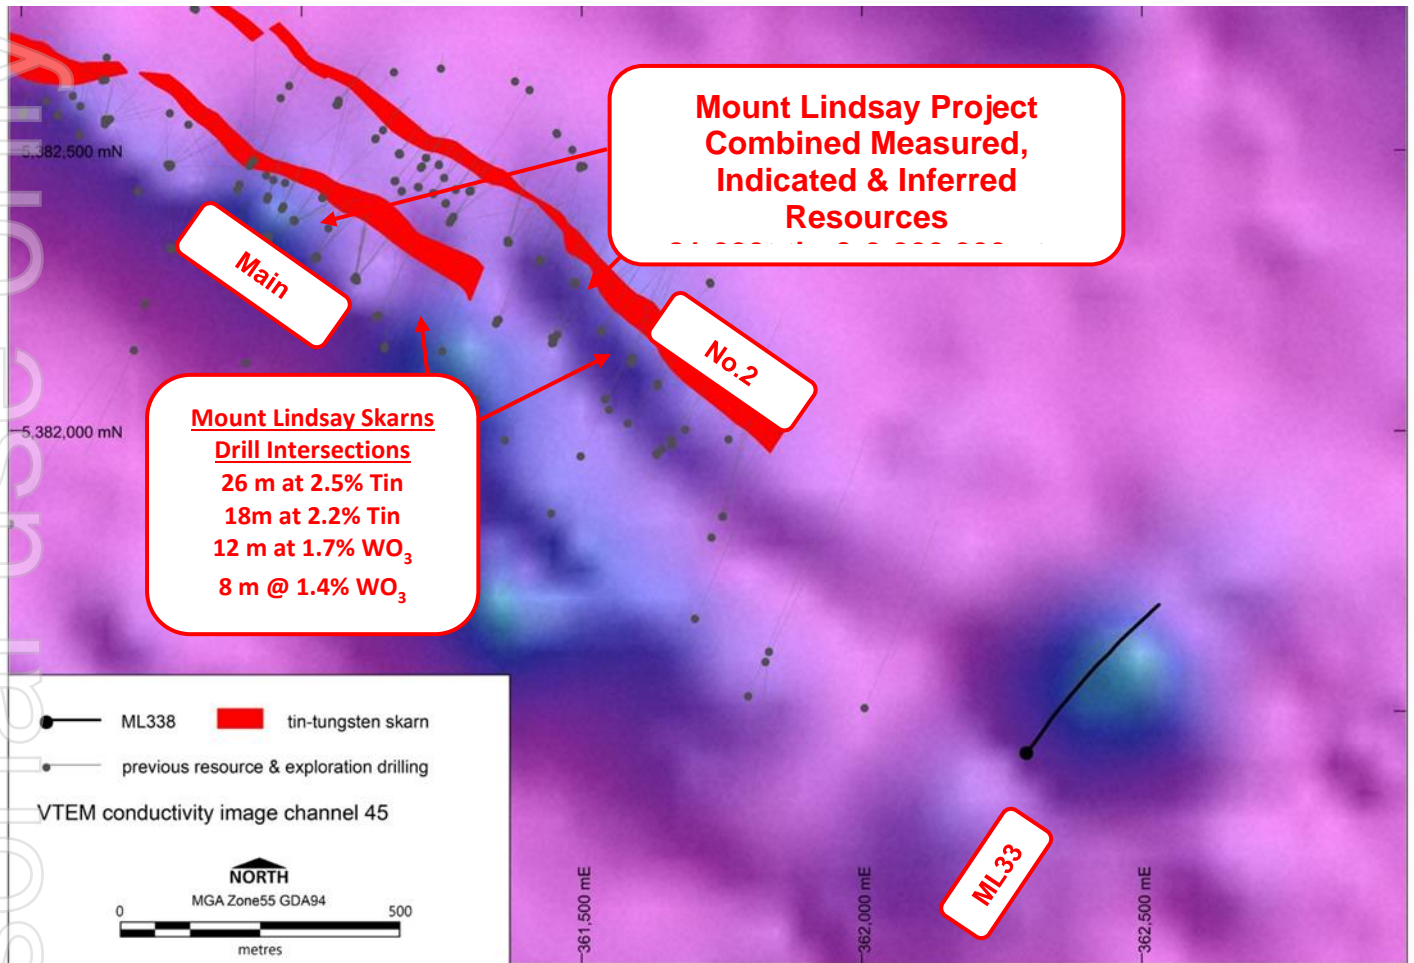 Mount Lindsay Project
Combined Measured,
Indicated & Inferred
Resources
5,382,500 mN
Main
No.2
5,382,000 mN
Mount Lindsay Skarns
Drill Intersections
26 m at 2.5% Tin
18m at 2.2% Tin
12 m at 1.7% WO3
8 m @ 1.4% WO3
ML33
ML338
tin-tungsten skarn
previous resource & exploration drilling
VTEM conductivity image channel 45
NORTH
MGA Zone55 GDA94
0 500
metres
361,500 mE
362,000 mE
362,500 mE
sonal use only